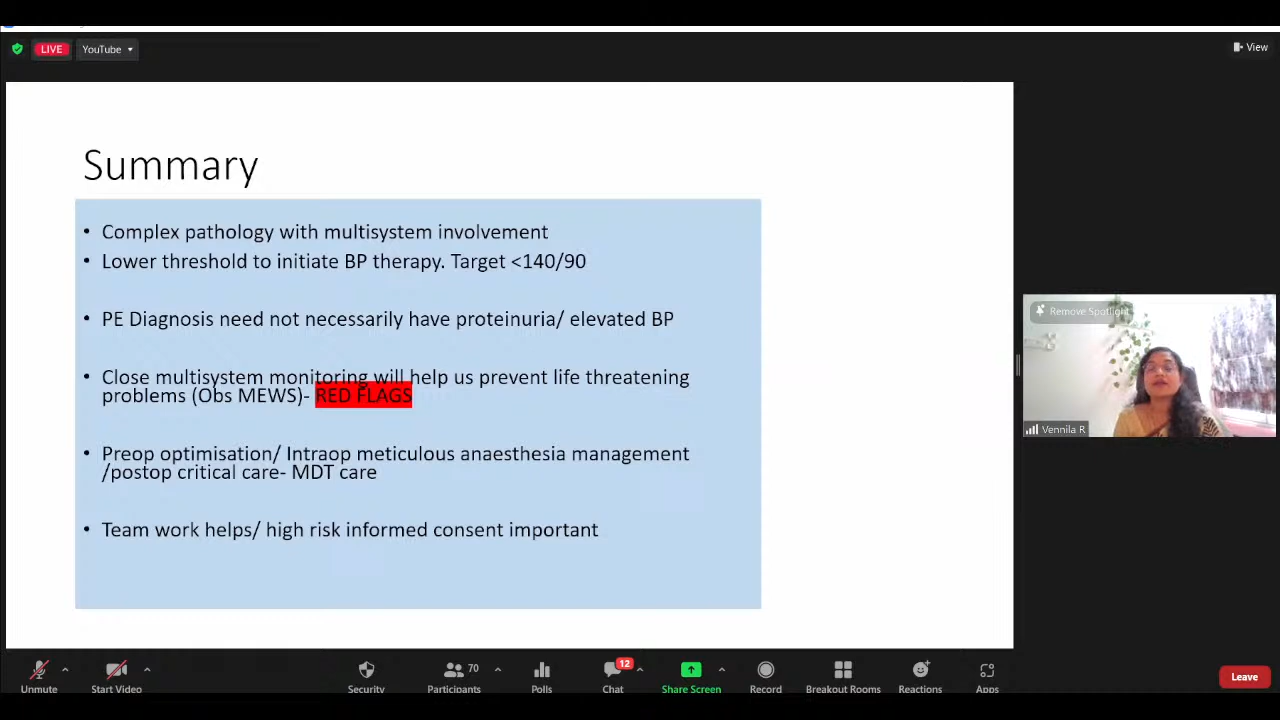 LIVE
YouTube
View
Summary
• Complex pathology with multisystem involvement
• Lower threshold to initiate BP therapy. Target <140/90
• PE Diagnosis need not necessarily have proteinuria/ elevated BP
• Close multisystem monitoring will help us prevent life threatening
problems (Obs MEWS)- RED FLAGS
• Preop optimisation/ Intraop meticulous anaesthesia management
/postop critical care- MDT care
• Team work helps/ high risk informed consent important
Remove Spotlight
Vennila R
Unmute
Start Video
Security
Participants
70
Polls
Chat
12
Share Screen
Record
Breakout Rooms
Reactions
Apps
Leave